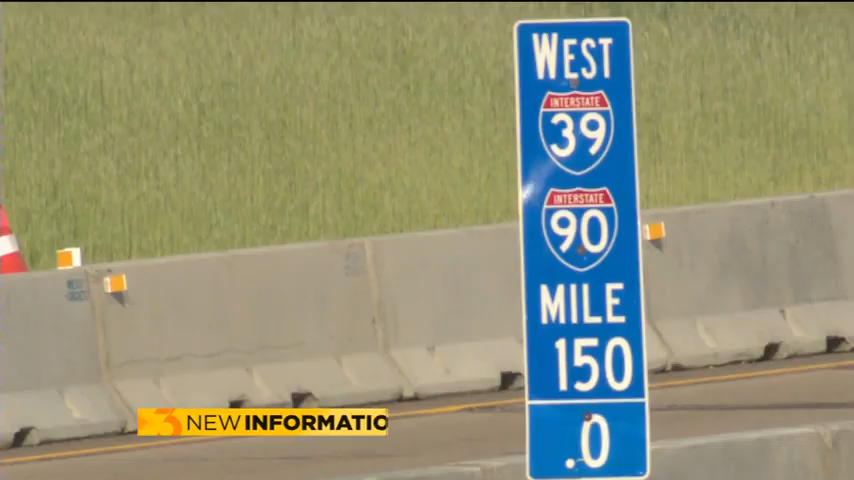 WEST
INTERSTATE
39
INTERSTATE
90
MILE
150
.0
3 NEW INFORMATIO